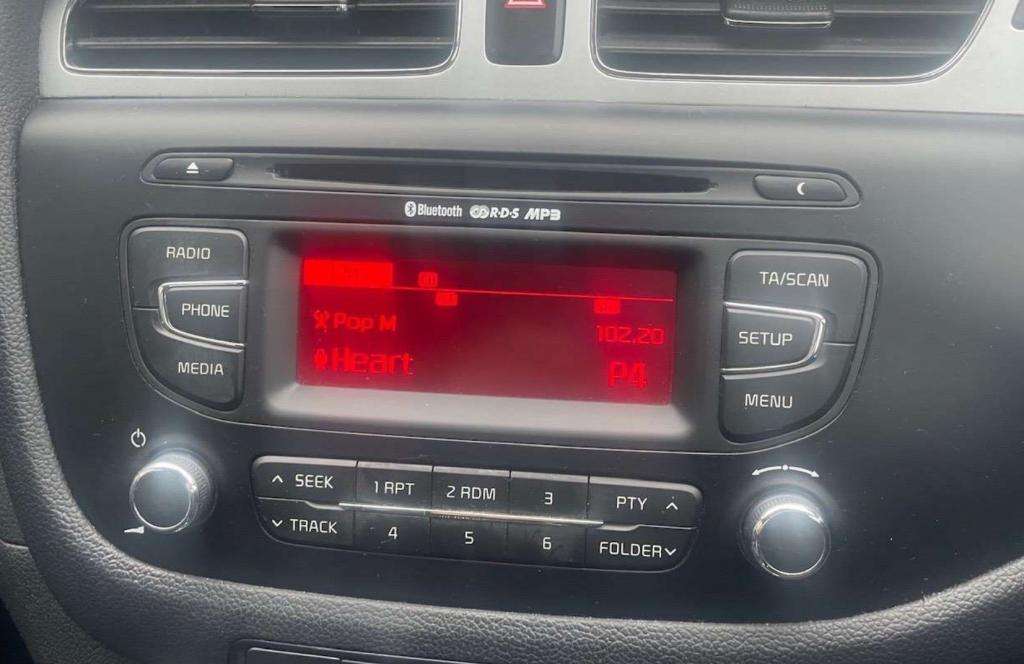 Bluetooth R·D·S MP3
RADIO
PHONE
MEDIA
Pop M 102.20
Heart P4
TA/SCAN
SETUP
MENU
SEEK 1 RPT 2 RDM 3 PTY
TRACK 4 5 6 FOLDER